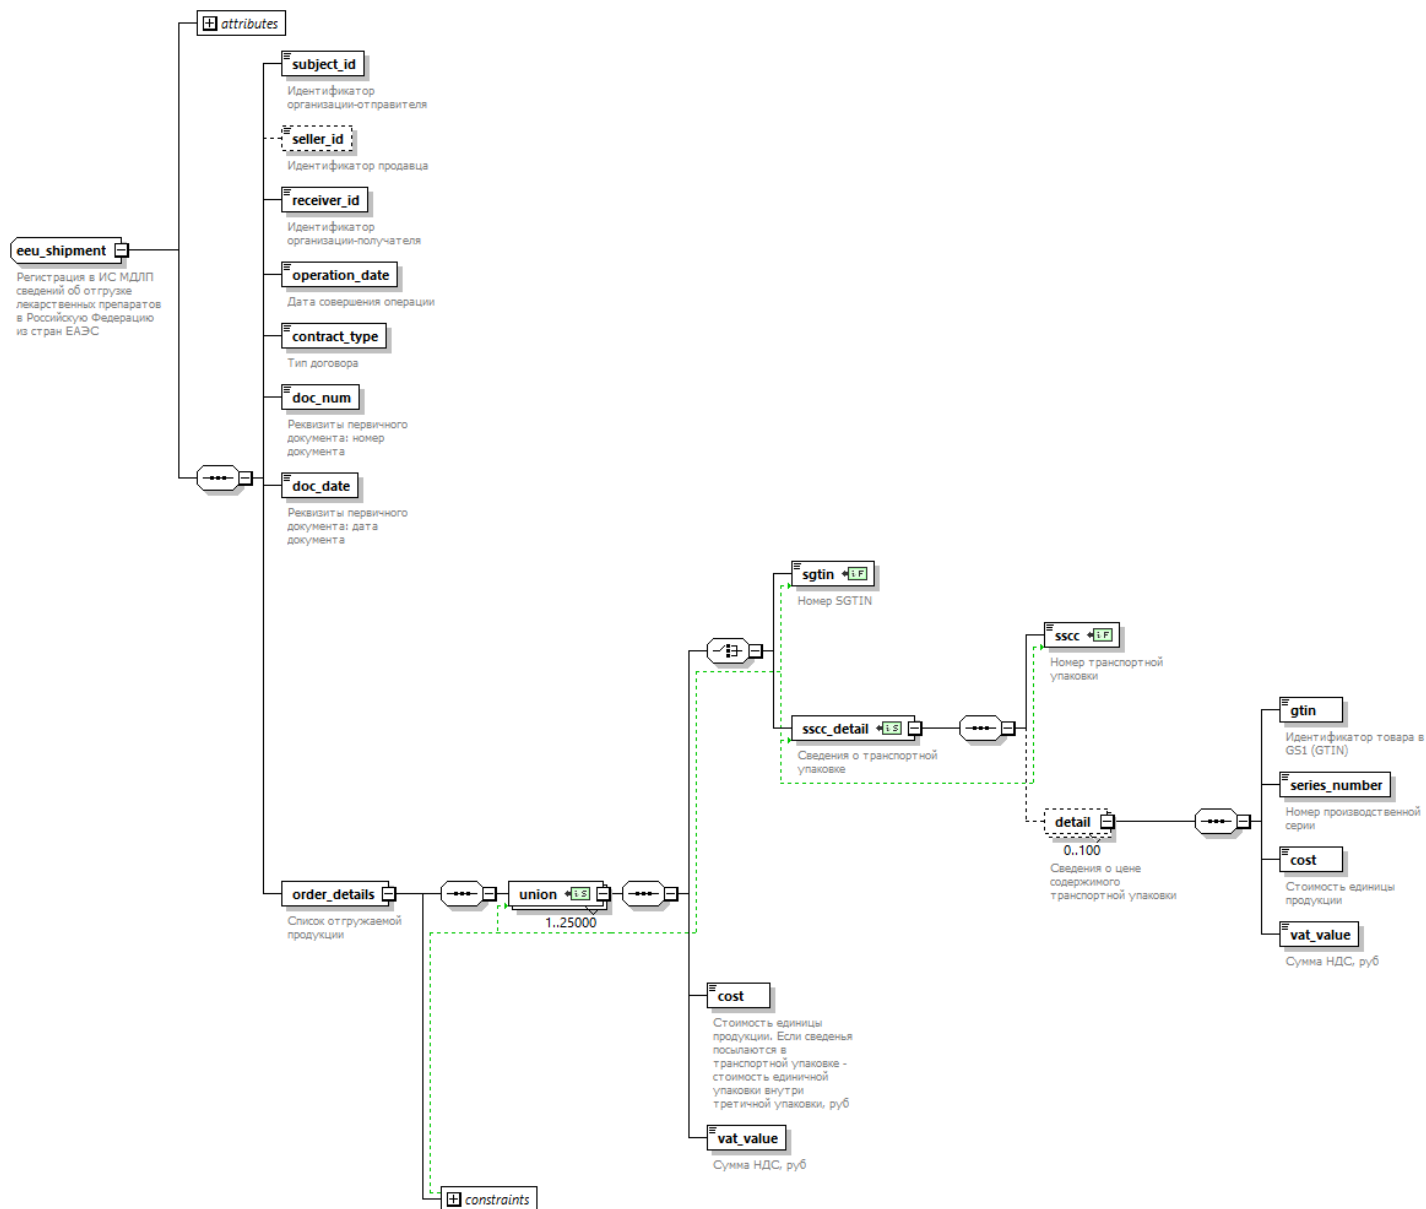 attributes
subject_id
Идентификатор
организации-отправителя
seller_id
Идентификатор продавца
receiver_id
Идентификатор
организации-получателя
eeu_shipment
Регистрация в ИС МДЛП
сведений об отгрузке
лекарственных препаратов
в Российскую Федерацию
из стран ЕАЭС
operation_date
Дата совершения операции
contract_type
Тип договора
doc_num
Реквизиты первичного
документа: номер
документа
doc_date
Реквизиты первичного
документа: дата
документа
sgtin
Номер SGTIN
sscc
Номер транспортной
упаковки
sscc_detail
Сведения о транспортной
упаковке
gtin
Идентификатор товара в
GS1 (GTIN)
series_number
Номер производственной
серии
detail
0..100
Сведения о цене
содержимого
транспортной упаковки
cost
Стоимость единицы
продукции
vat_value
Сумма НДС, руб
order_details
Список отгружаемой
продукции
union
1..25000
cost
Стоимость единицы
продукции. Если сведенья
посылаются в
транспортной упаковке -
стоимость единичной
упаковки внутри
третичной упаковки, руб
vat_value
Сумма НДС, руб
constraints